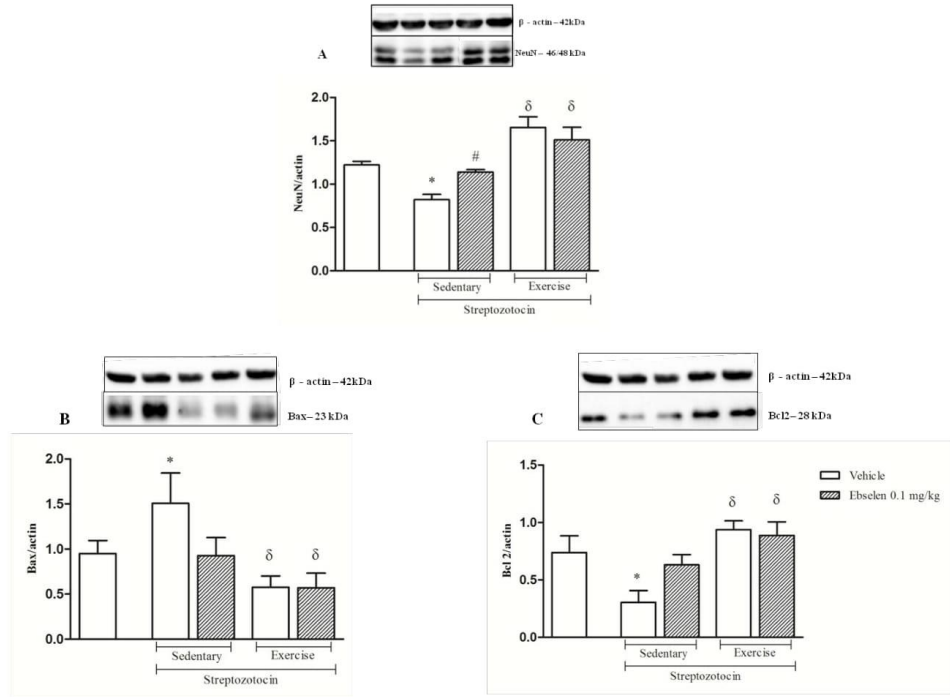 β - actin – 42kDa
A
NeuN – 46/48 kDa
NeuN/actin
2.0
1.5
1.0
0.5
0.0
*
#
δ
δ
Sedentary
Exercise
Streptozotocin
β - actin – 42kDa
B
Bax – 23 kDa
Bax/actin
2.0
1.5
1.0
0.5
0.0
*
δ
δ
Sedentary
Exercise
Streptozotocin
β - actin – 42kDa
C
Bcl2 – 28 kDa
Bcl 2/actin
1.5
1.0
0.5
0.0
*
δ
δ
Vehicle
Ebselen 0.1 mg/kg
Sedentary
Exercise
Streptozotocin